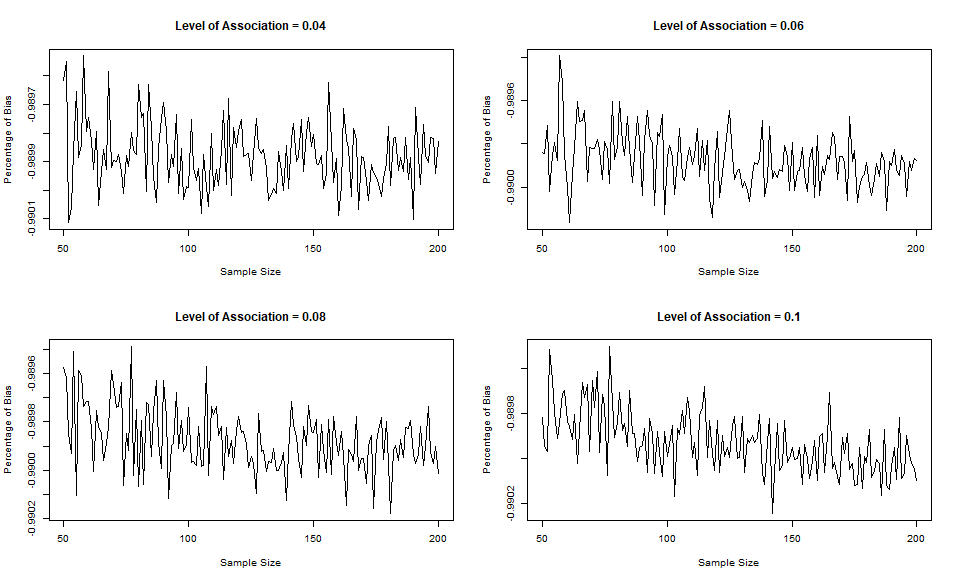 Level of Association = 0.04
Percentage of Bias
-0.9897
-0.9899
-0.9901
50
100
150
200
Sample Size
Level of Association = 0.06
Percentage of Bias
-0.9896
-0.9900
50
100
150
200
Sample Size
Level of Association = 0.08
Percentage of Bias
-0.9896
-0.9898
-0.9900
-0.9902
50
100
150
200
Sample Size
Level of Association = 0.1
Percentage of Bias
-0.9898
-0.9902
50
100
150
200
Sample Size